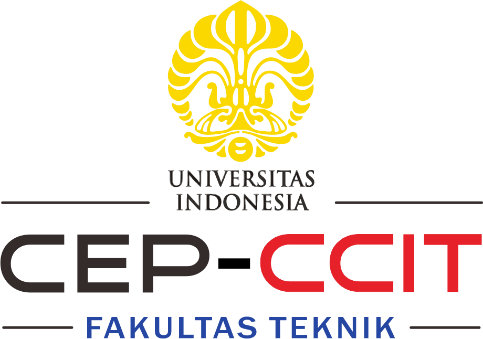 UNIVERSITAS
INDONESIA
CEP-CCIT
FAKULTAS TEKNIK